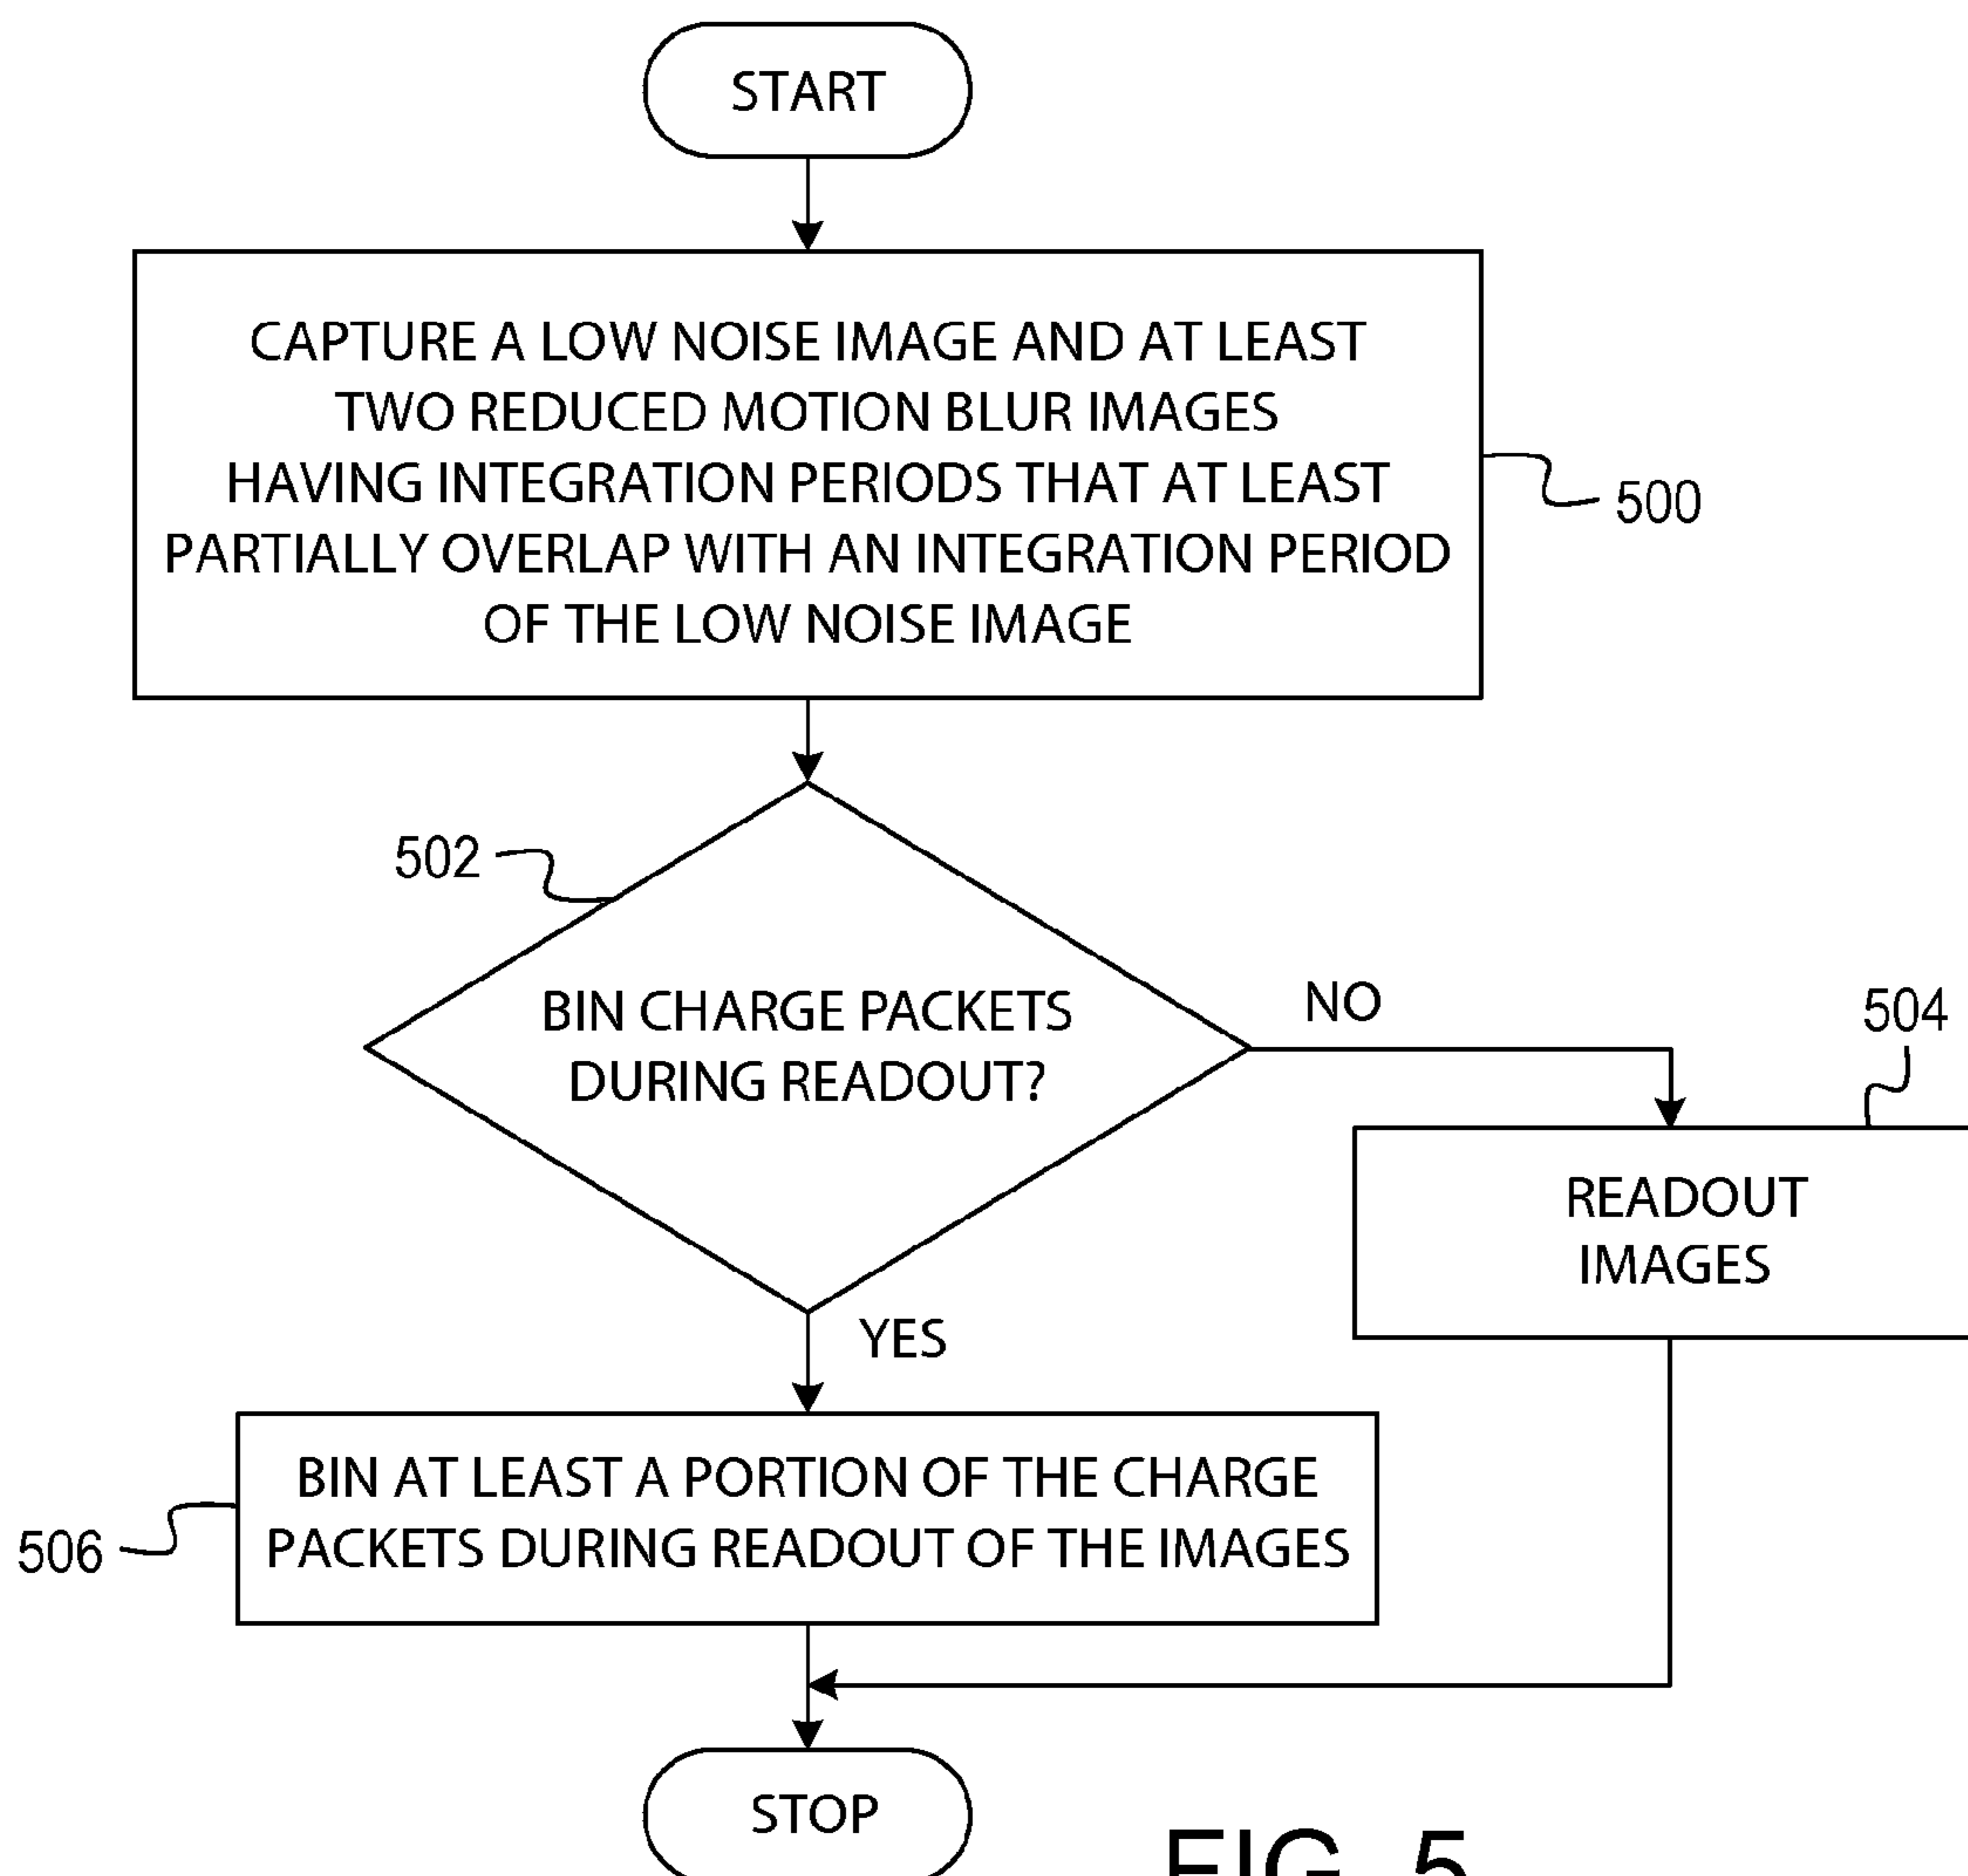 START
CAPTURE A LOW NOISE IMAGE AND AT LEAST
TWO REDUCED MOTION BLUR IMAGES
HAVING INTEGRATION PERIODS THAT AT LEAST
PARTIALLY OVERLAP WITH AN INTEGRATION PERIOD
OF THE LOW NOISE IMAGE
500
502
BIN CHARGE PACKETS
DURING READOUT?
NO
504
READOUT
IMAGES
YES
BIN AT LEAST A PORTION OF THE CHARGE
PACKETS DURING READOUT OF THE IMAGES
506
STOP
FIG. 5